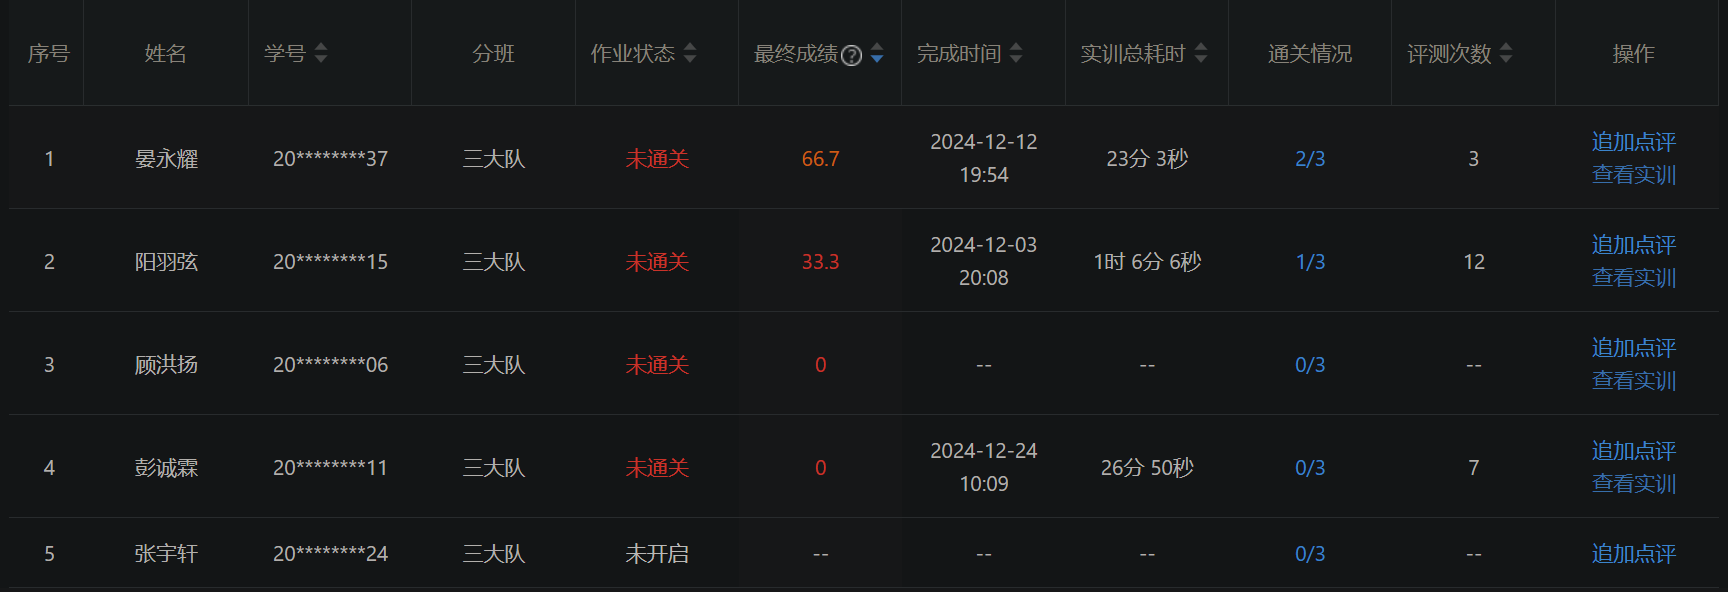 序号 姓名 学号 分班 作业状态 最终成绩? 完成时间 实训总耗时 通关情况 评测次数 操作
1 晏永耀 20********37 三大队 未通关 66.7 2024-12-12 19:54 23分 3秒 2/3 3 追加点评 查看实训
2 阳羽弦 20********15 三大队 未通关 33.3 2024-12-03 20:08 1时 6分 6秒 1/3 12 追加点评 查看实训
3 顾洪扬 20********06 三大队 未通关 0 -- -- 0/3 -- 追加点评 查看实训
4 彭诚霖 20********11 三大队 未通关 0 2024-12-24 10:09 26分 50秒 0/3 7 追加点评 查看实训
5 张宇轩 20********24 三大队 未开启 -- -- -- 0/3 -- 追加点评